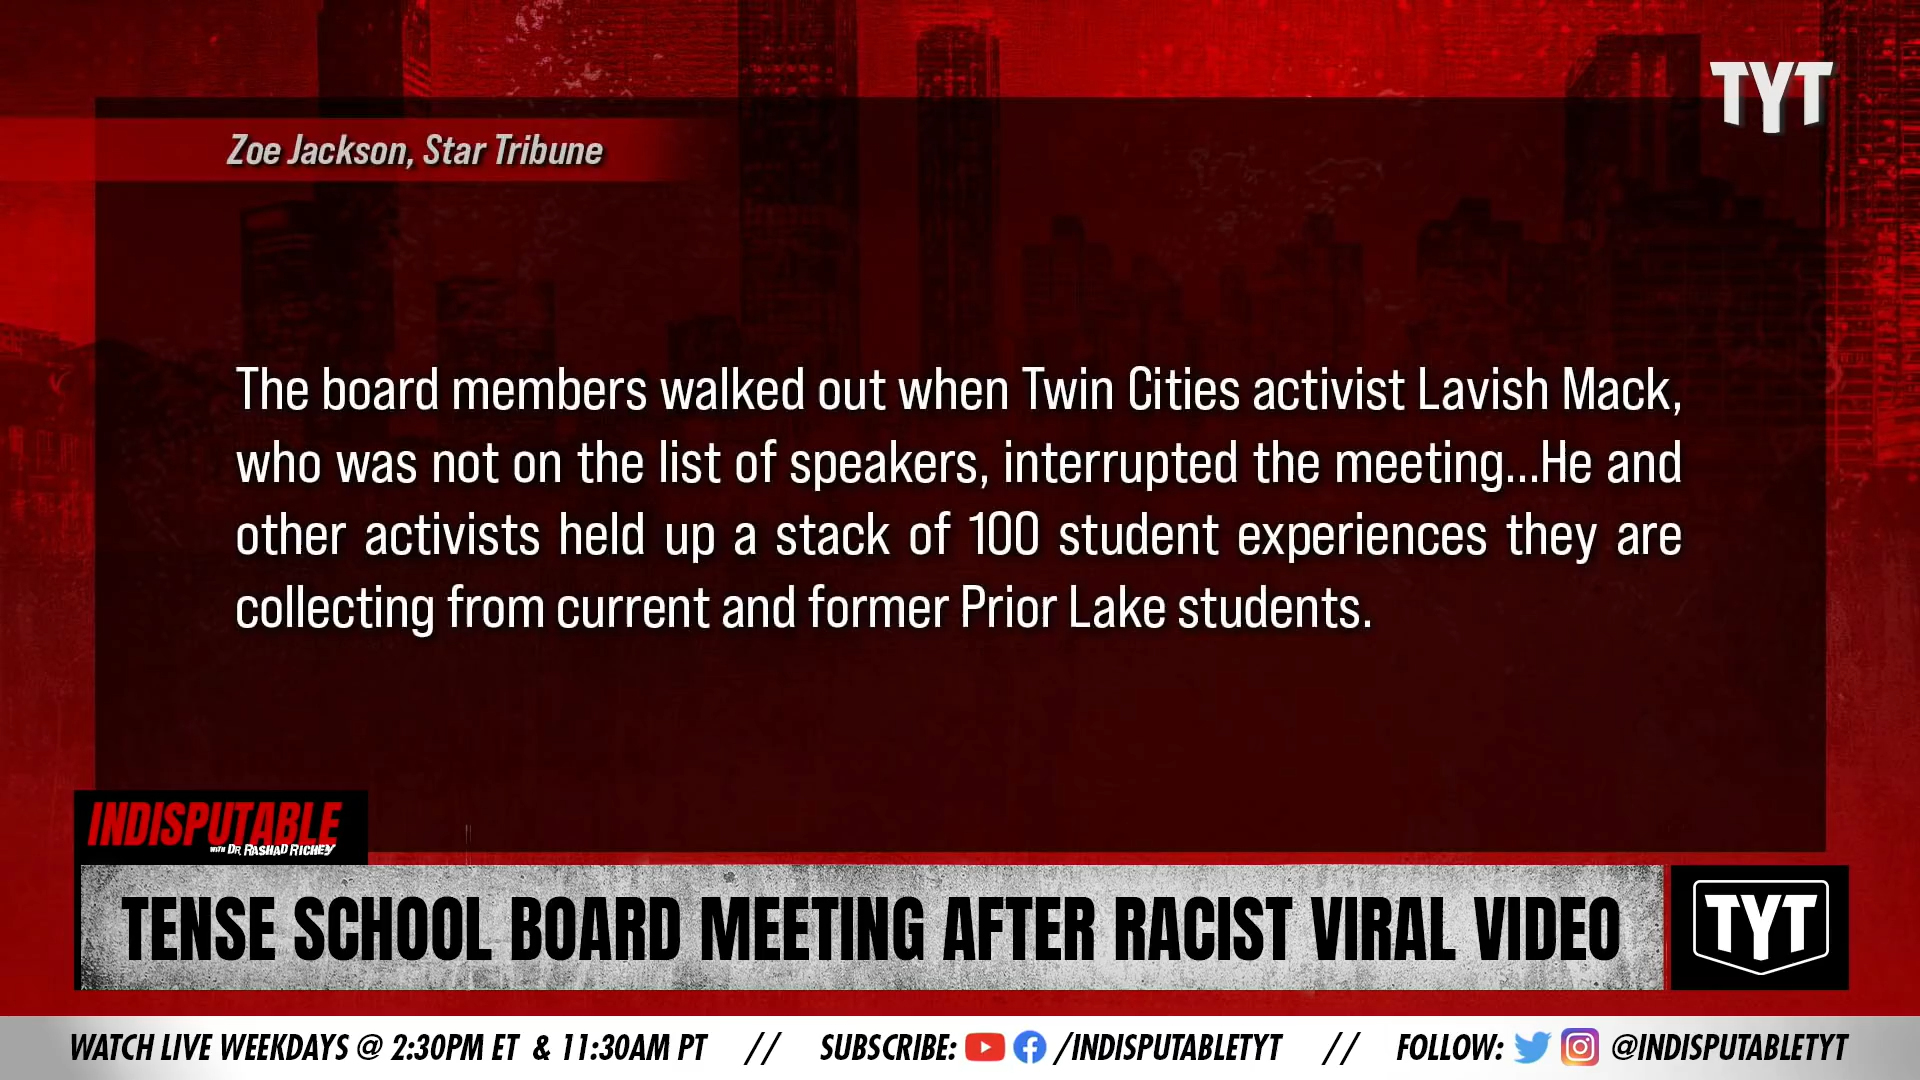 TYT
Zoe Jackson, Star Tribune
The board members walked out when Twin Cities activist Lavish Mack,
who was not on the list of speakers, interrupted the meeting...He and
other activists held up a stack of 100 student experiences they are
collecting from current and former Prior Lake students.
INDISPUTABLE
WITH DR RASHAD RICHEY
TENSE SCHOOL BOARD MEETING AFTER RACIST VIRAL VIDEO
TYT
WATCH LIVE WEEKDAYS @ 2:30PM ET & 11:30AM PT // SUBSCRIBE: /INDISPUTABLETYT // FOLLOW: @INDISPUTABLETYT